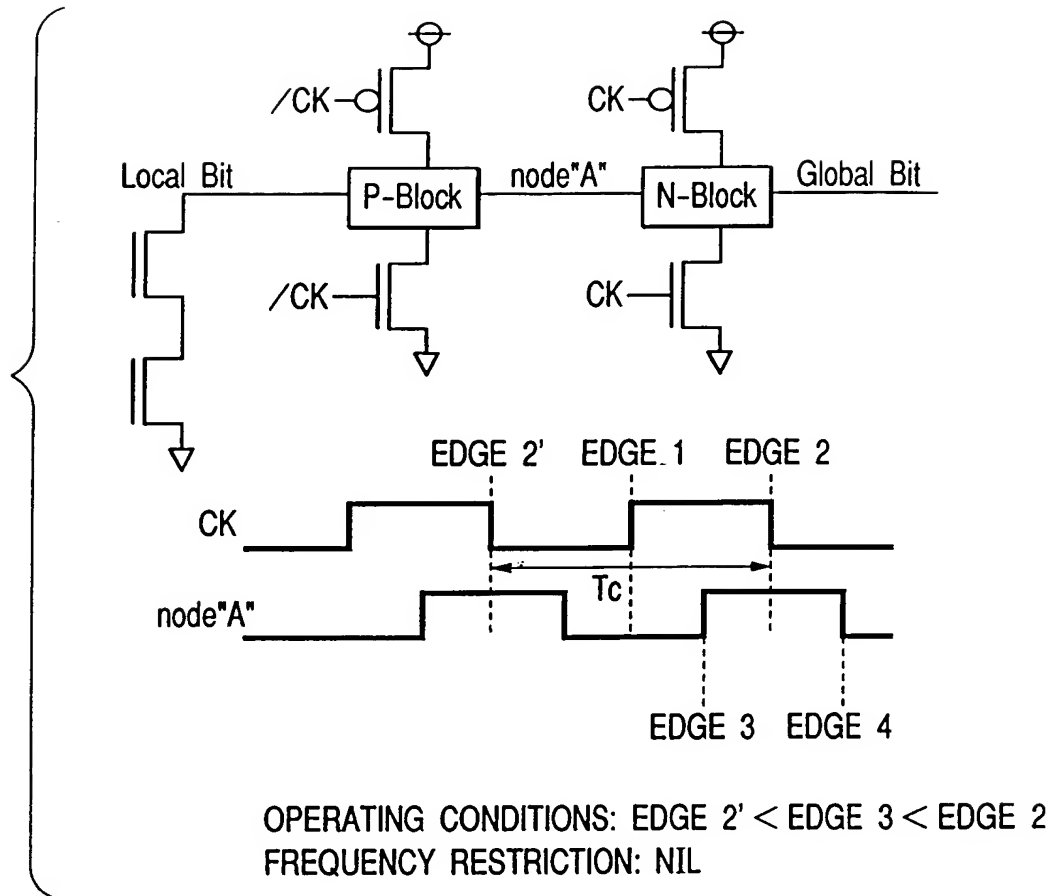 /CK CK
Local Bit P-Block node"A" N-Block Global Bit
/CK CK
EDGE 2' EDGE 1 EDGE 2
CK
Tc
node"A"
EDGE 3 EDGE 4
OPERATING CONDITIONS: EDGE 2' < EDGE 3 < EDGE 2
FREQUENCY RESTRICTION: NIL